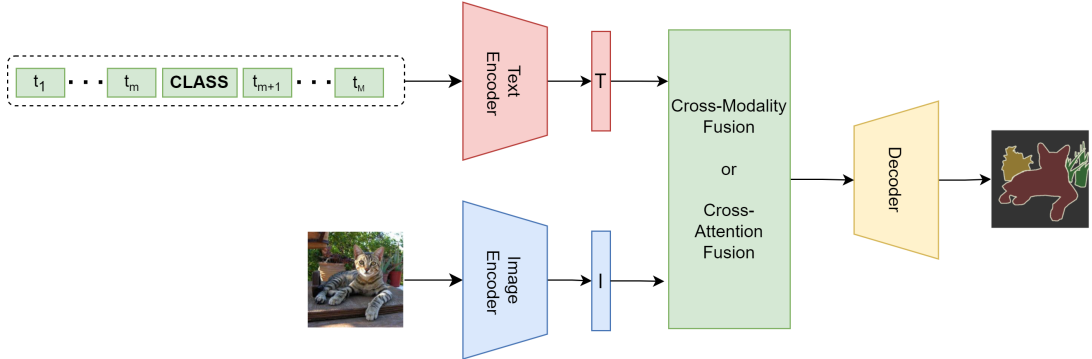 t1 ... tm CLASS tm+1 ... tM
Text
Encoder
T
Cross-Modality
Fusion
or
Cross-
Attention
Fusion
Decoder
Image
Encoder
I